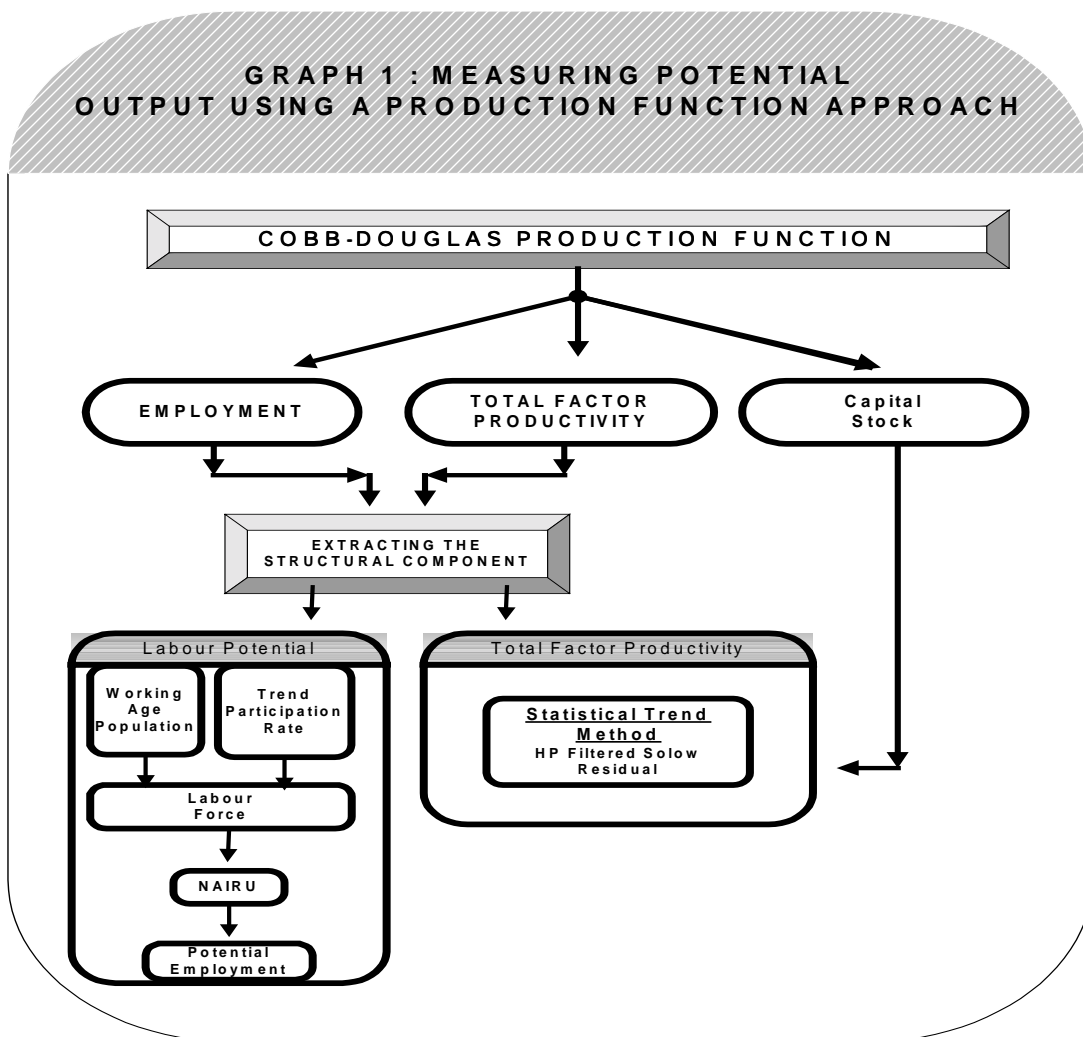 GRAPH 1 : MEASURING POTENTIAL
OUTPUT USING A PRODUCTION FUNCTION APPROACH
COBB-DOUGLAS PRODUCTION FUNCTION
EMPLOYMENT
TOTAL FACTOR
PRODUCTIVITY
Capital
Stock
EXTRACTING THE
STRUCTURAL COMPONENT
Labour Potential
Working
Age
Population
Trend
Participation
Rate
Labour
Force
NAIRU
Potential
Employment
Total Factor Productivity
Statistical Trend
Method
HP Filtered Solow
Residual